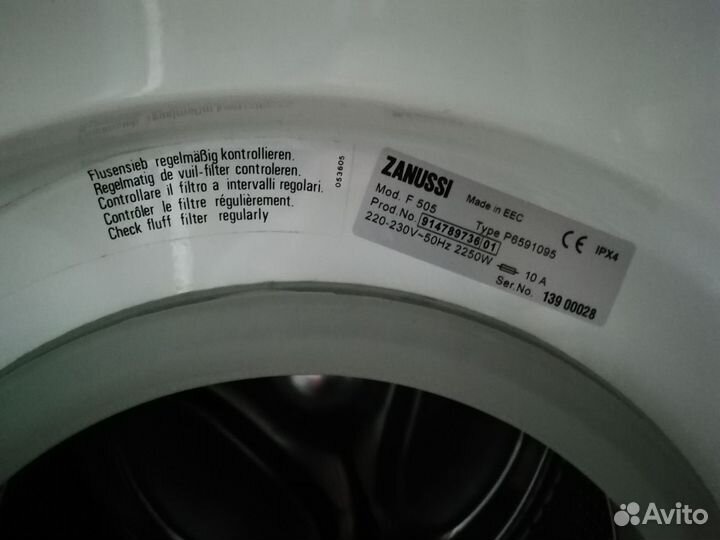 Flusensieb regelmäßig kontrollieren.
Regelmatig de vuil-filter controleren.
Controllare il filtro a intervalli regolari.
Contrôler le filtre régulièrement.
Check fluff filter regularly
053605
ZANUSSI Made in EEC
Mod. F 505 Type P6591095
Prod.No. 914789736 01
220-230V~50Hz 2250W 10 A
Ser.No. 139 00028
CE IPX4
Avito